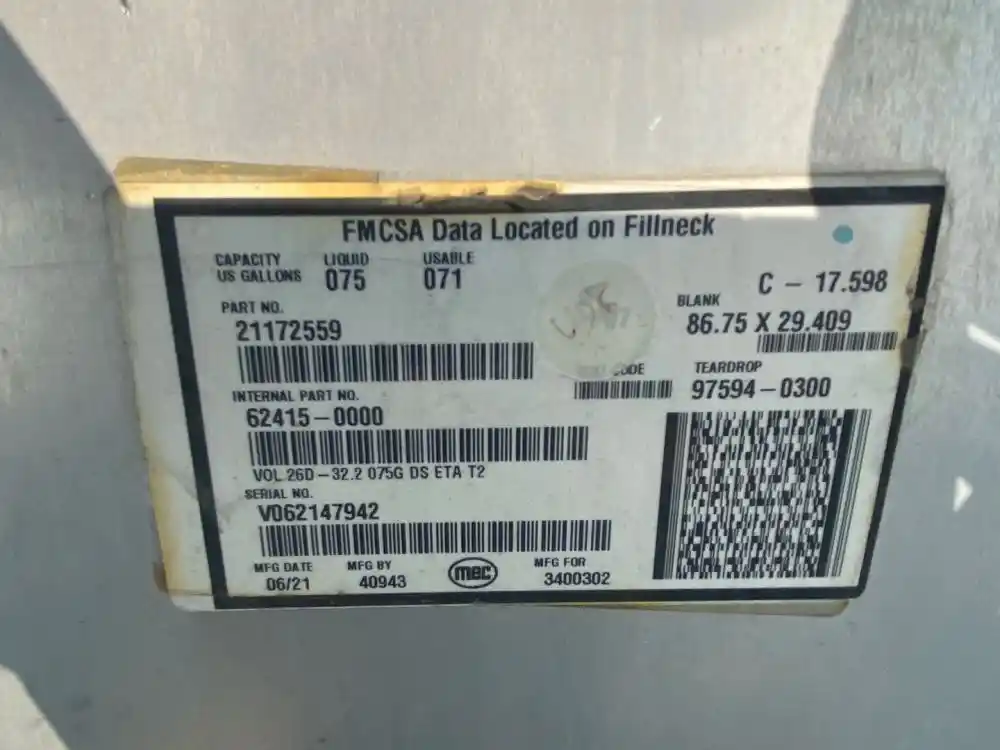 FMCSA Data Located on Fillneck
CAPACITY US GALLONS
LIQUID 075
USABLE 071
C - 17.598
PART NO.
21172559
BLANK
86.75 X 29.409
CODE
TEARDROP
97594-0300
INTERNAL PART NO.
62415-0000
VOL 26D-32.2 075G DS ETA T2
SERIAL NO.
VD62147942
MFG DATE 06/21
MFG BY 40943
mec
MFG FOR 3400302